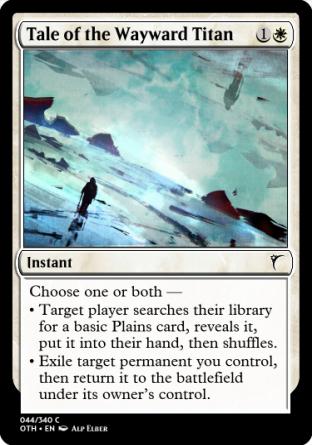 Tale of the Wayward Titan 1
Instant
Choose one or both —
• Target player searches their library
for a basic Plains card, reveals it,
put it into their hand, then shuffles.
• Exile target permanent you control,
then return it to the battlefield
under its owner's control.
044/340 C
OTH • EN Alp Elber